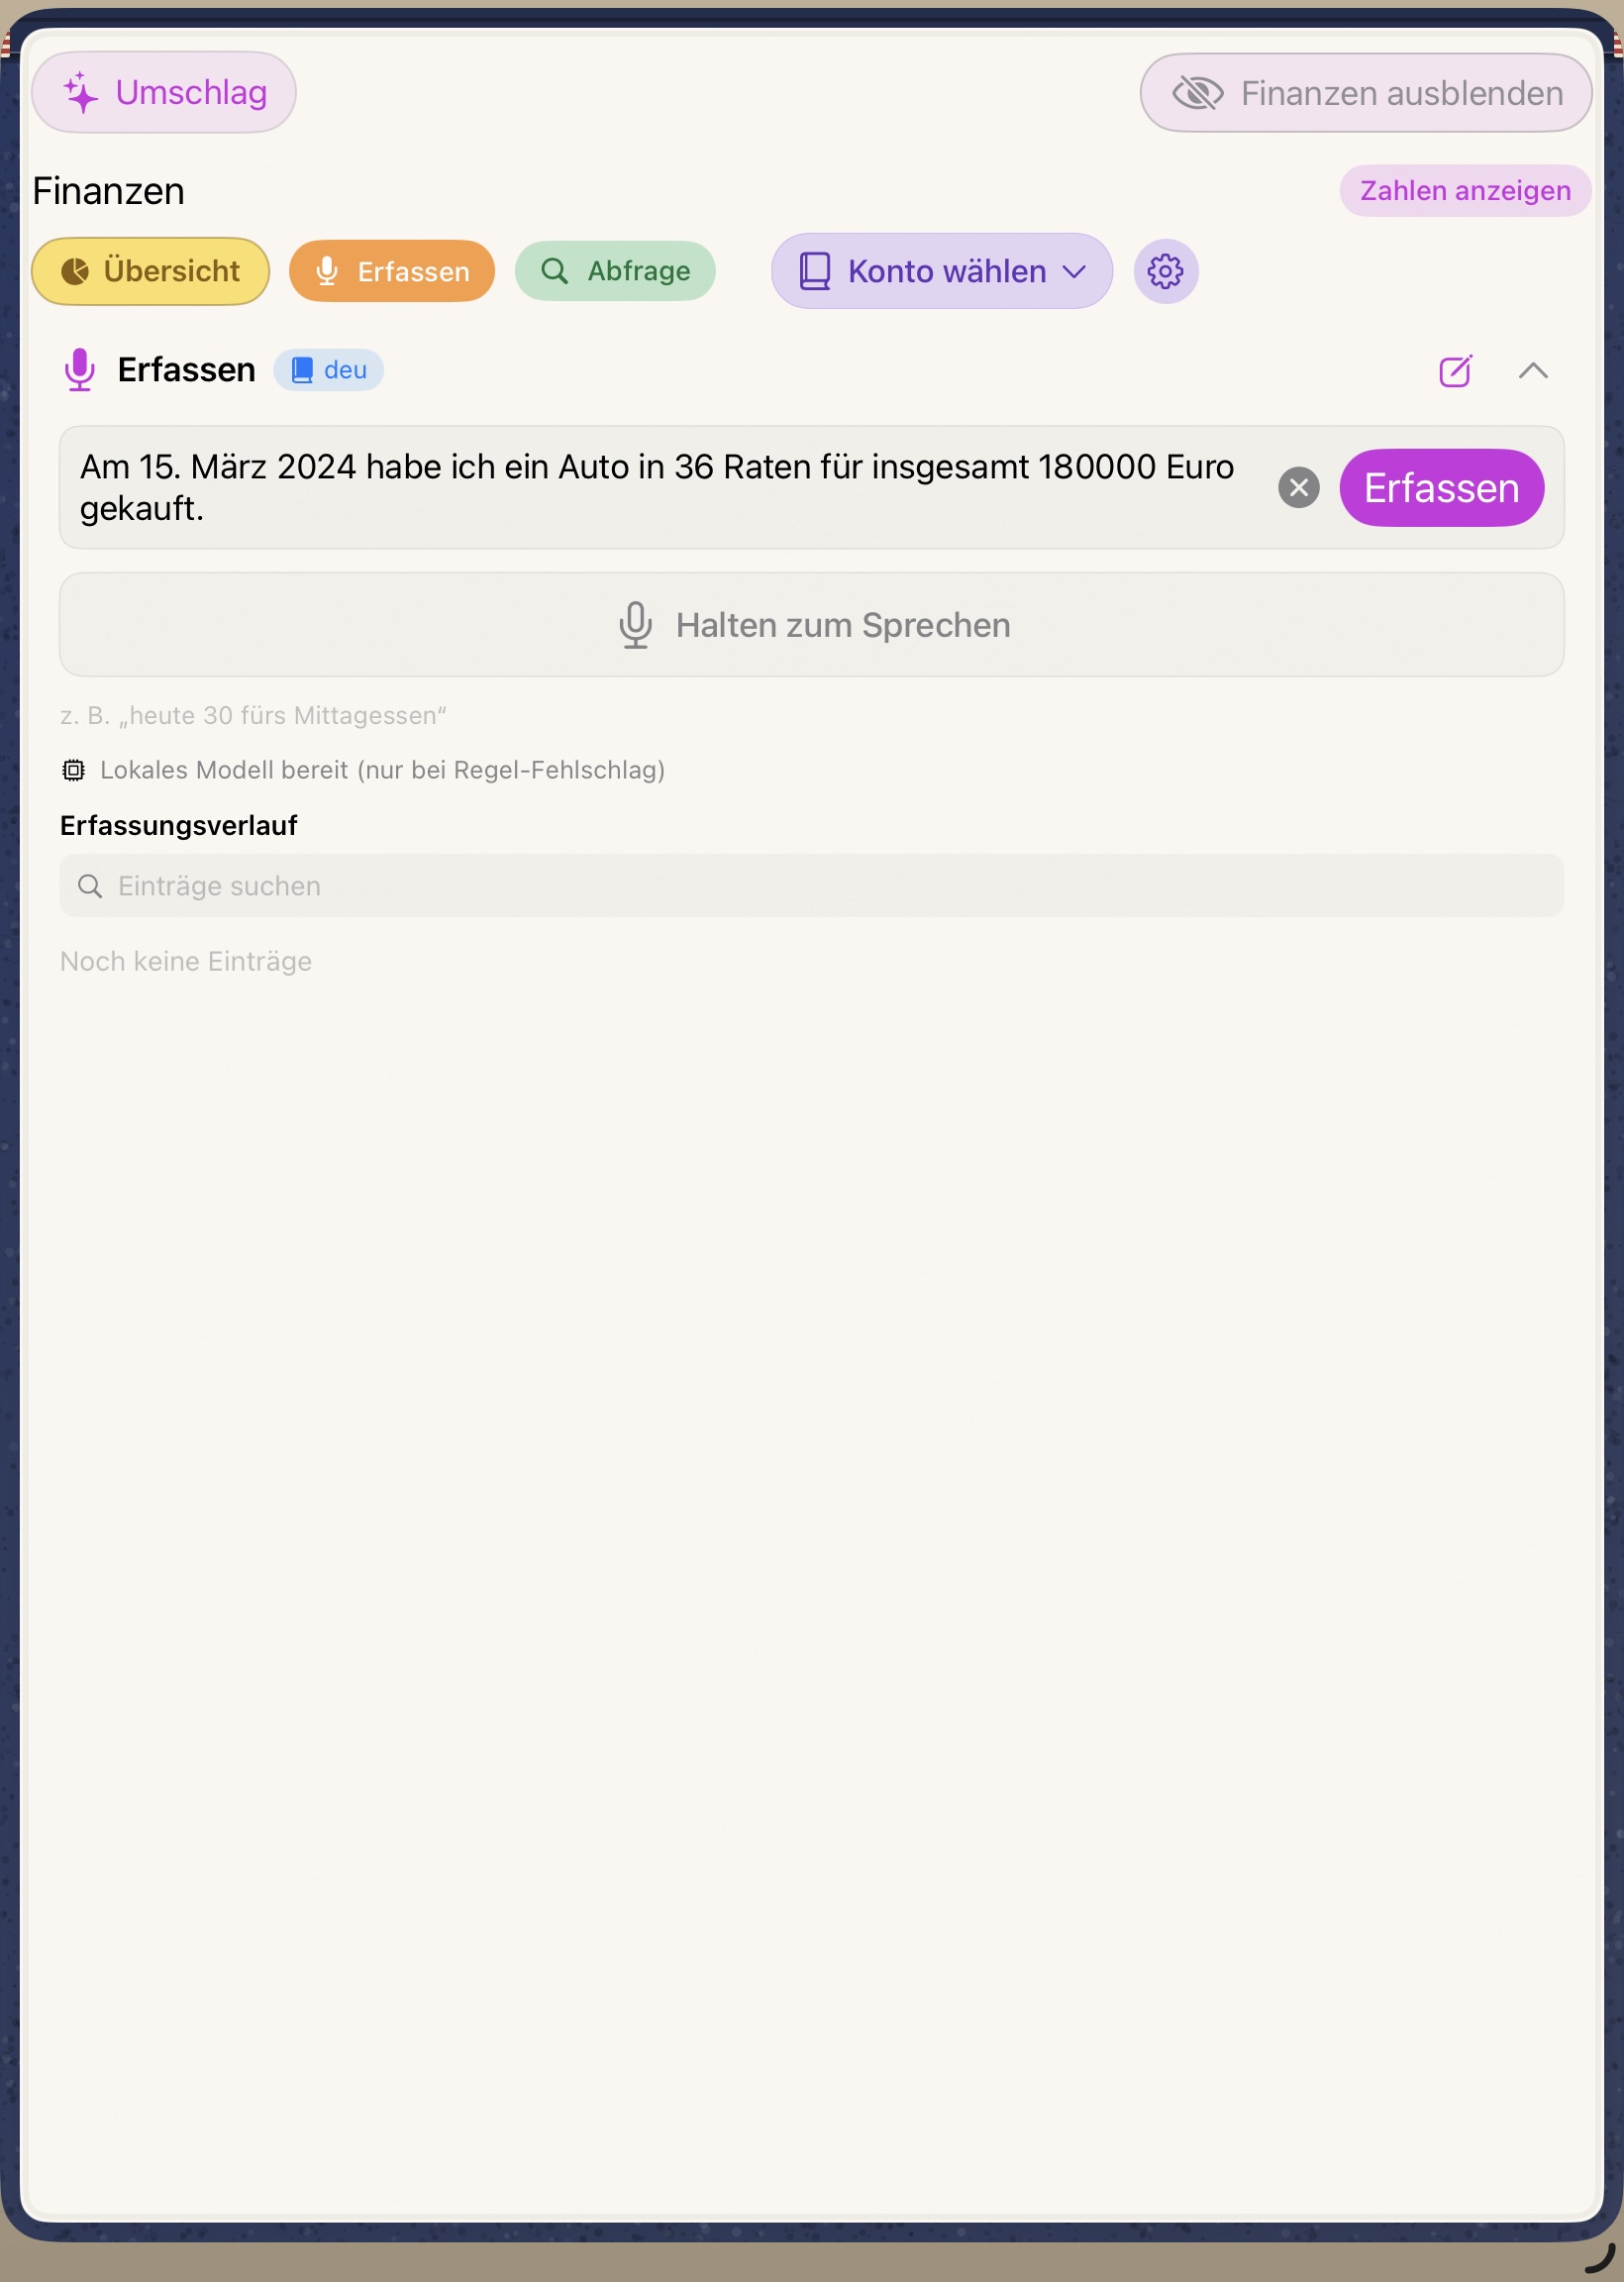 Umschlag
Finanzen ausblenden
Finanzen
Zahlen anzeigen
Übersicht
Erfassen
Abfrage
Konto wählen
Erfassen
deu
Am 15. März 2024 habe ich ein Auto in 36 Raten für insgesamt 180000 Euro
gekauft.
Erfassen
Halten zum Sprechen
z. B. „heute 30 fürs Mittagessen“
Lokales Modell bereit (nur bei Regel-Fehlschlag)
Erfassungsverlauf
Einträge suchen
Noch keine Einträge